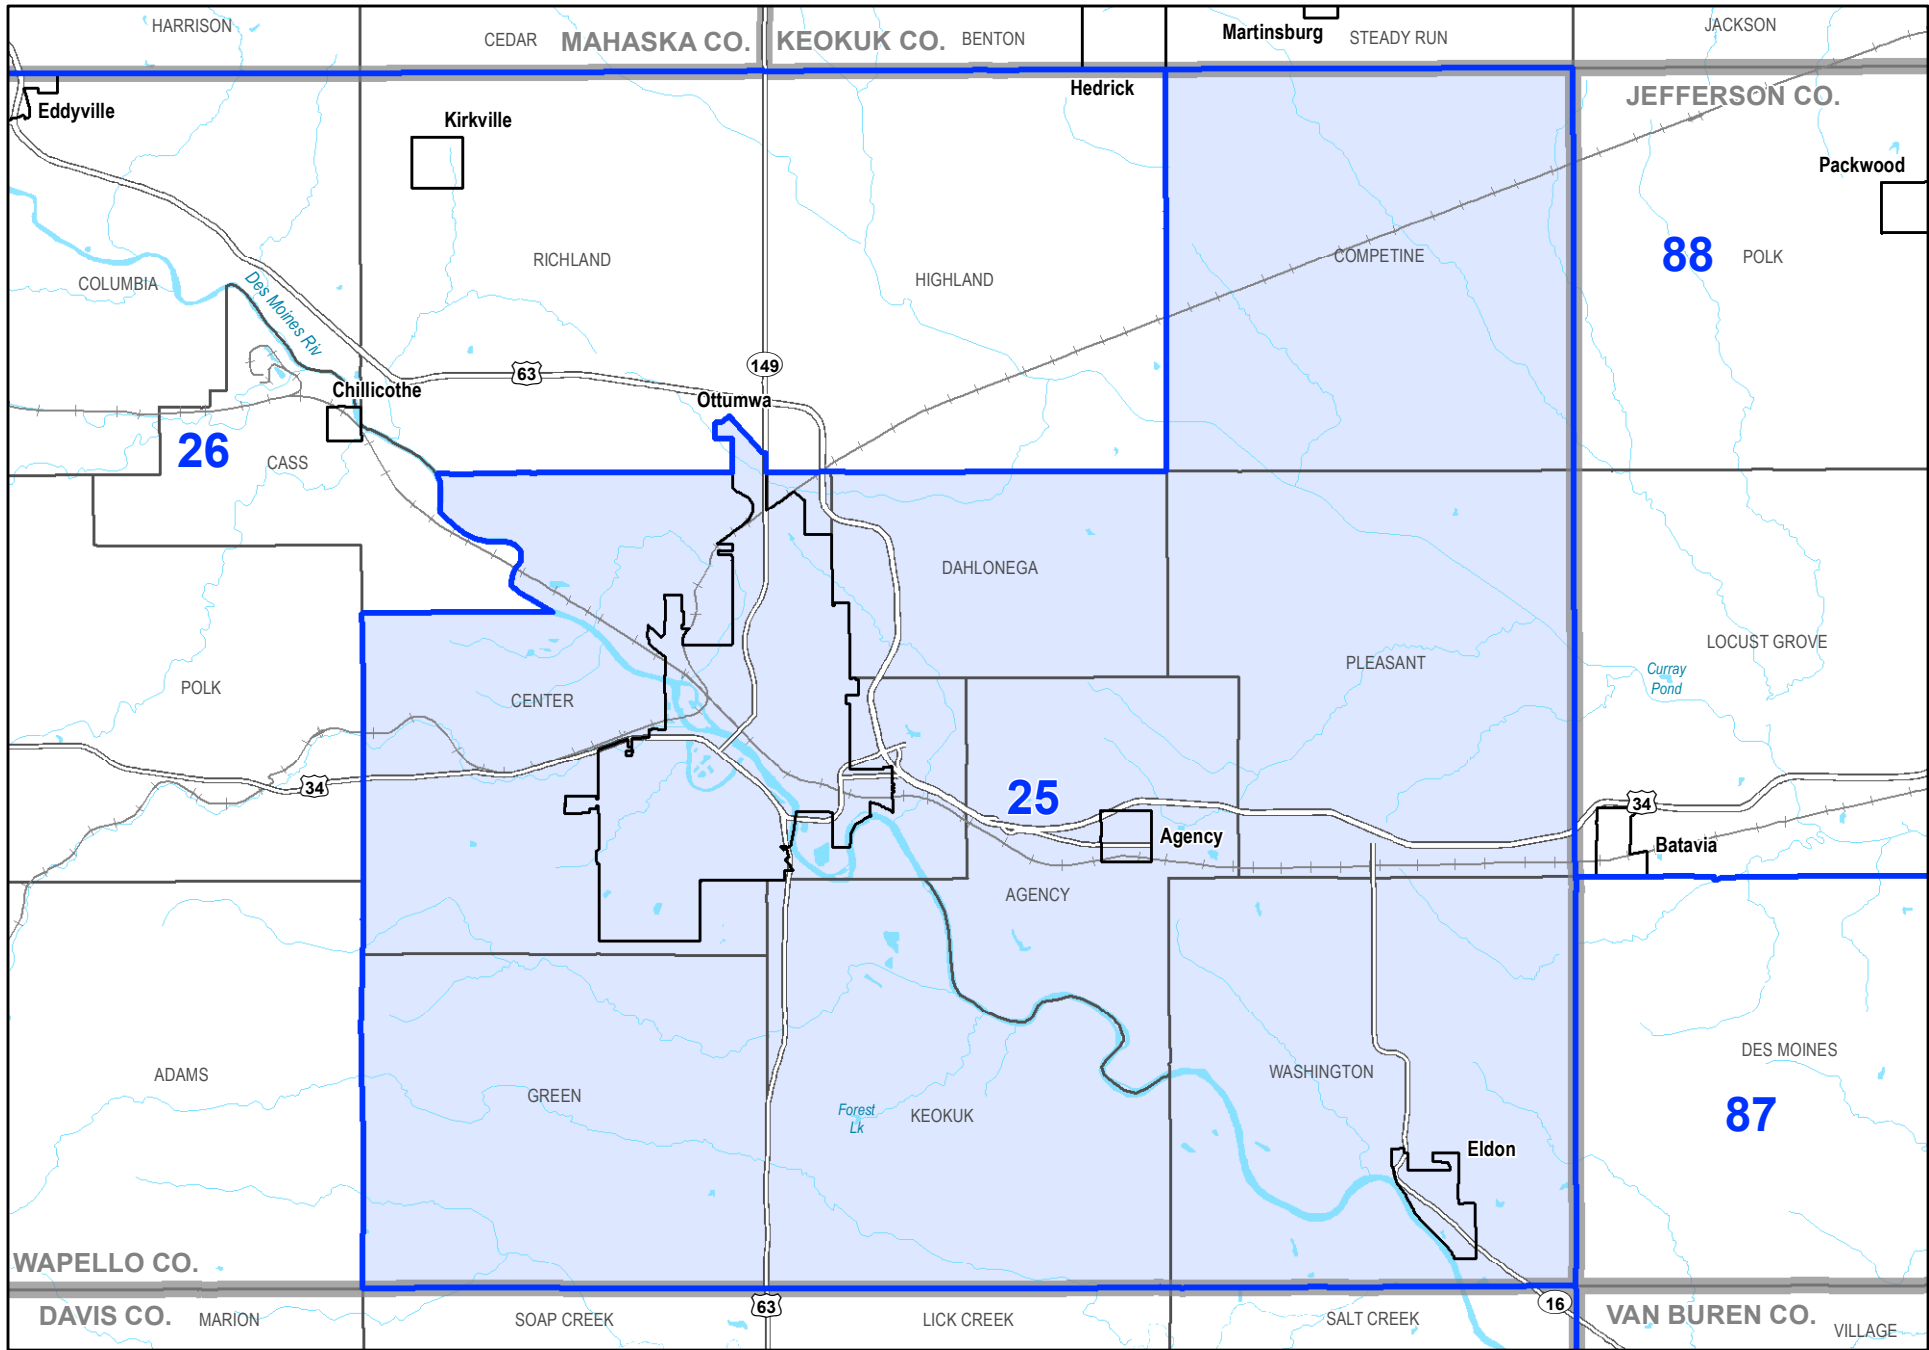 HARRISON
CEDAR
MAHASKA CO.
KEOKUK CO.
BENTON
Martinsburg
STEADY RUN
JACKSON
Eddyville
Kirkville
Hedrick
JEFFERSON CO.
Packwood
COLUMBIA
Des Moines Riv
RICHLAND
HIGHLAND
COMPETINE
88
POLK
63
149
Chillicothe
Ottumwa
26
CASS
DAHLONEGA
POLK
CENTER
PLEASANT
LOCUST GROVE
Curray
Pond
34
25
34
Agency
Batavia
AGENCY
ADAMS
GREEN
Forest
Lk
KEOKUK
WASHINGTON
DES MOINES
87
Eldon
WAPELLO CO.
DAVIS CO.
MARION
SOAP CREEK
63
LICK CREEK
SALT CREEK
16
VAN BUREN CO.
VILLAGE